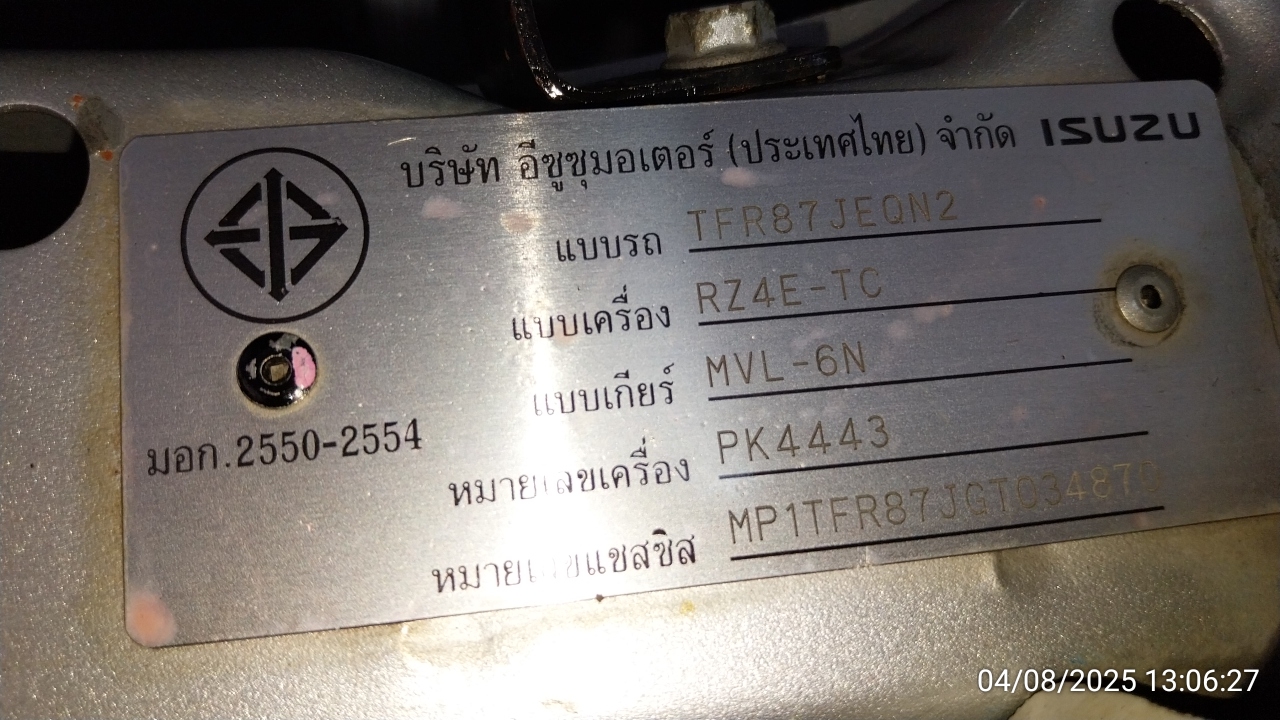 บริษัท อีซูซุมอเตอร์ (ประเทศไทย) จำกัด ISUZU
แบบรถ TFR87JEQN2
แบบเครื่อง RZ4E-TC
แบบเกียร์ MVL-6N
มอก.2550-2554
หมายเลขเครื่อง PK4443
หมายเลขแชสซิส
04/08/2025 13:06:27